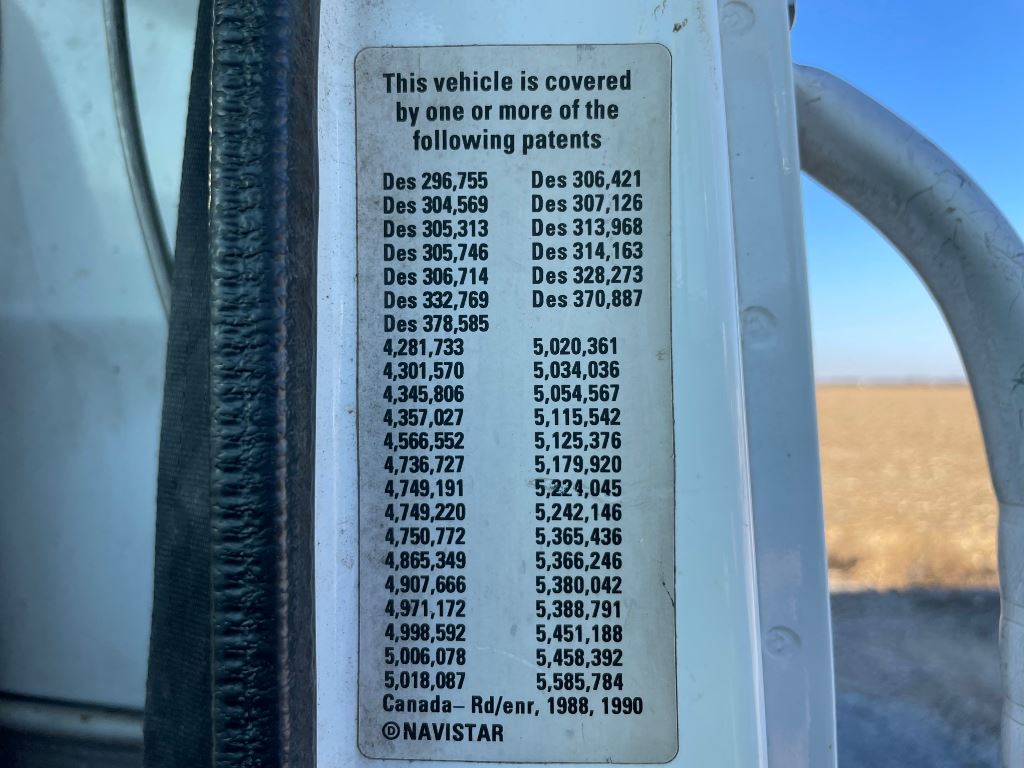 This vehicle is covered
by one or more of the
following patents
Des 296,755 Des 306,421
Des 304,569 Des 307,126
Des 305,313 Des 313,968
Des 305,746 Des 314,163
Des 306,714 Des 328,273
Des 332,769 Des 370,887
Des 378,585
4,281,733 5,020,361
4,301,570 5,034,036
4,345,806 5,054,567
4,357,027 5,115,542
4,566,552 5,125,376
4,736,727 5,179,920
4,749,191 5,224,045
4,749,220 5,242,146
4,750,772 5,365,436
4,865,349 5,366,246
4,907,666 5,380,042
4,971,172 5,388,791
4,998,592 5,451,188
5,006,078 5,458,392
5,018,087 5,585,784
Canada– Rd/enr, 1988, 1990
©NAVISTAR